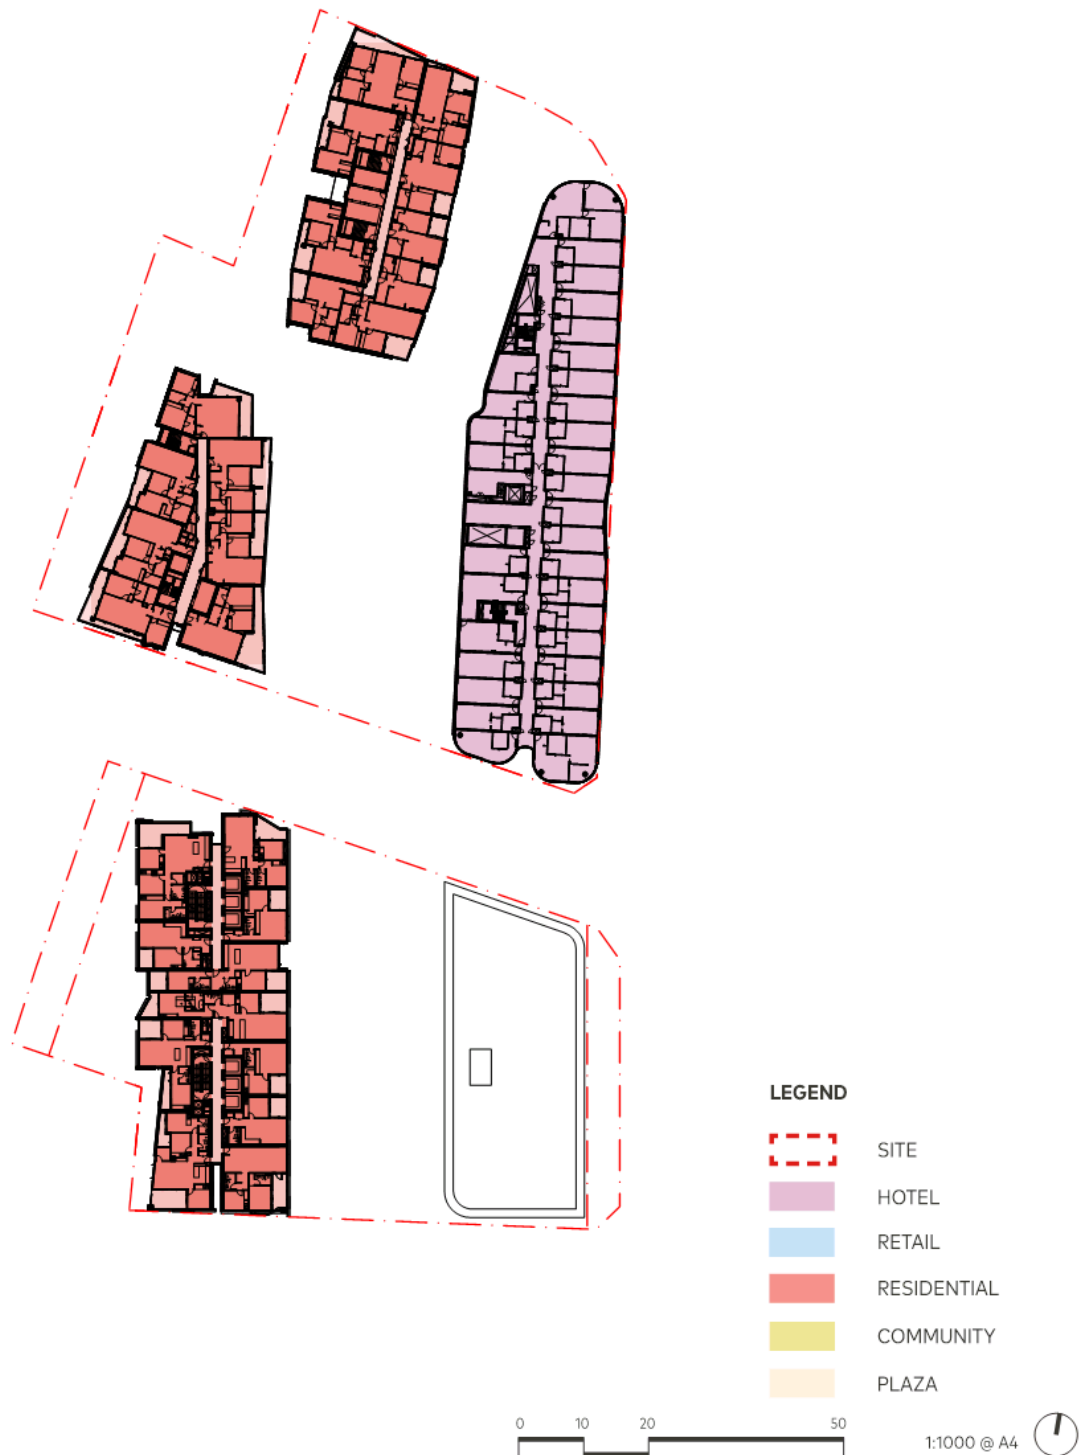 LEGEND
SITE
HOTEL
RETAIL
RESIDENTIAL
COMMUNITY
PLAZA
0 10 20 50
1:1000 @ A4